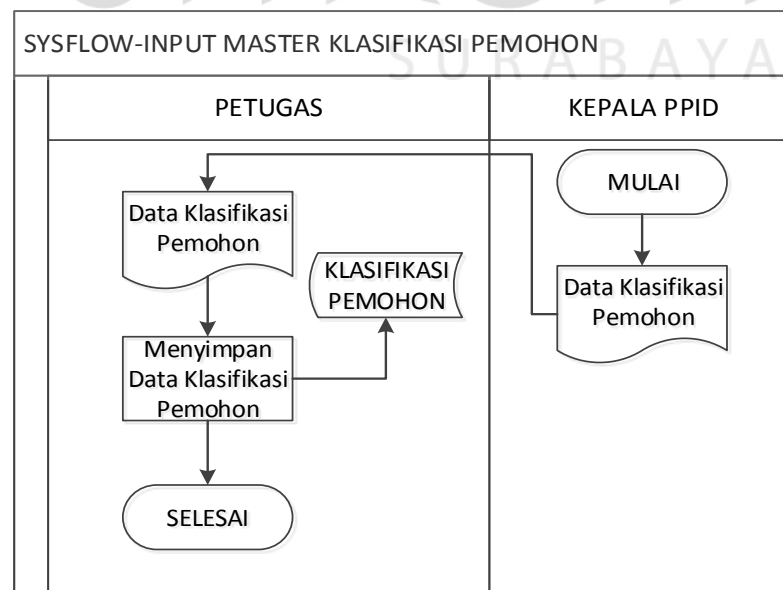 SURABAYA
SYSFLOW-INPUT MASTER KLASIFIKASI PEMOHON
PETUGAS
KEPALA PPID
MULAI
Data Klasifikasi
Pemohon
KLASIFIKASI
PEMOHON
Data Klasifikasi
Pemohon
Menyimpan
Data Klasifikasi
Pemohon
SELESAI